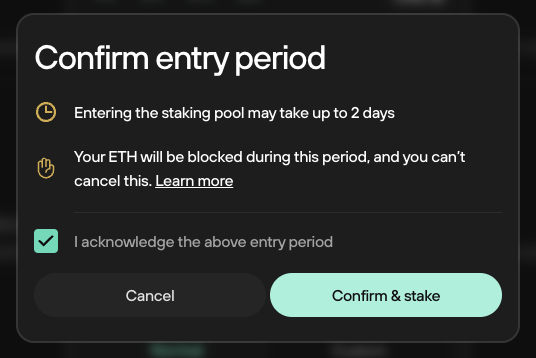 Confirm entry period
Entering the staking pool may take up to 2 days
Your ETH will be blocked during this period, and you can't
cancel this. Learn more
I acknowledge the above entry period
Cancel
Confirm & stake